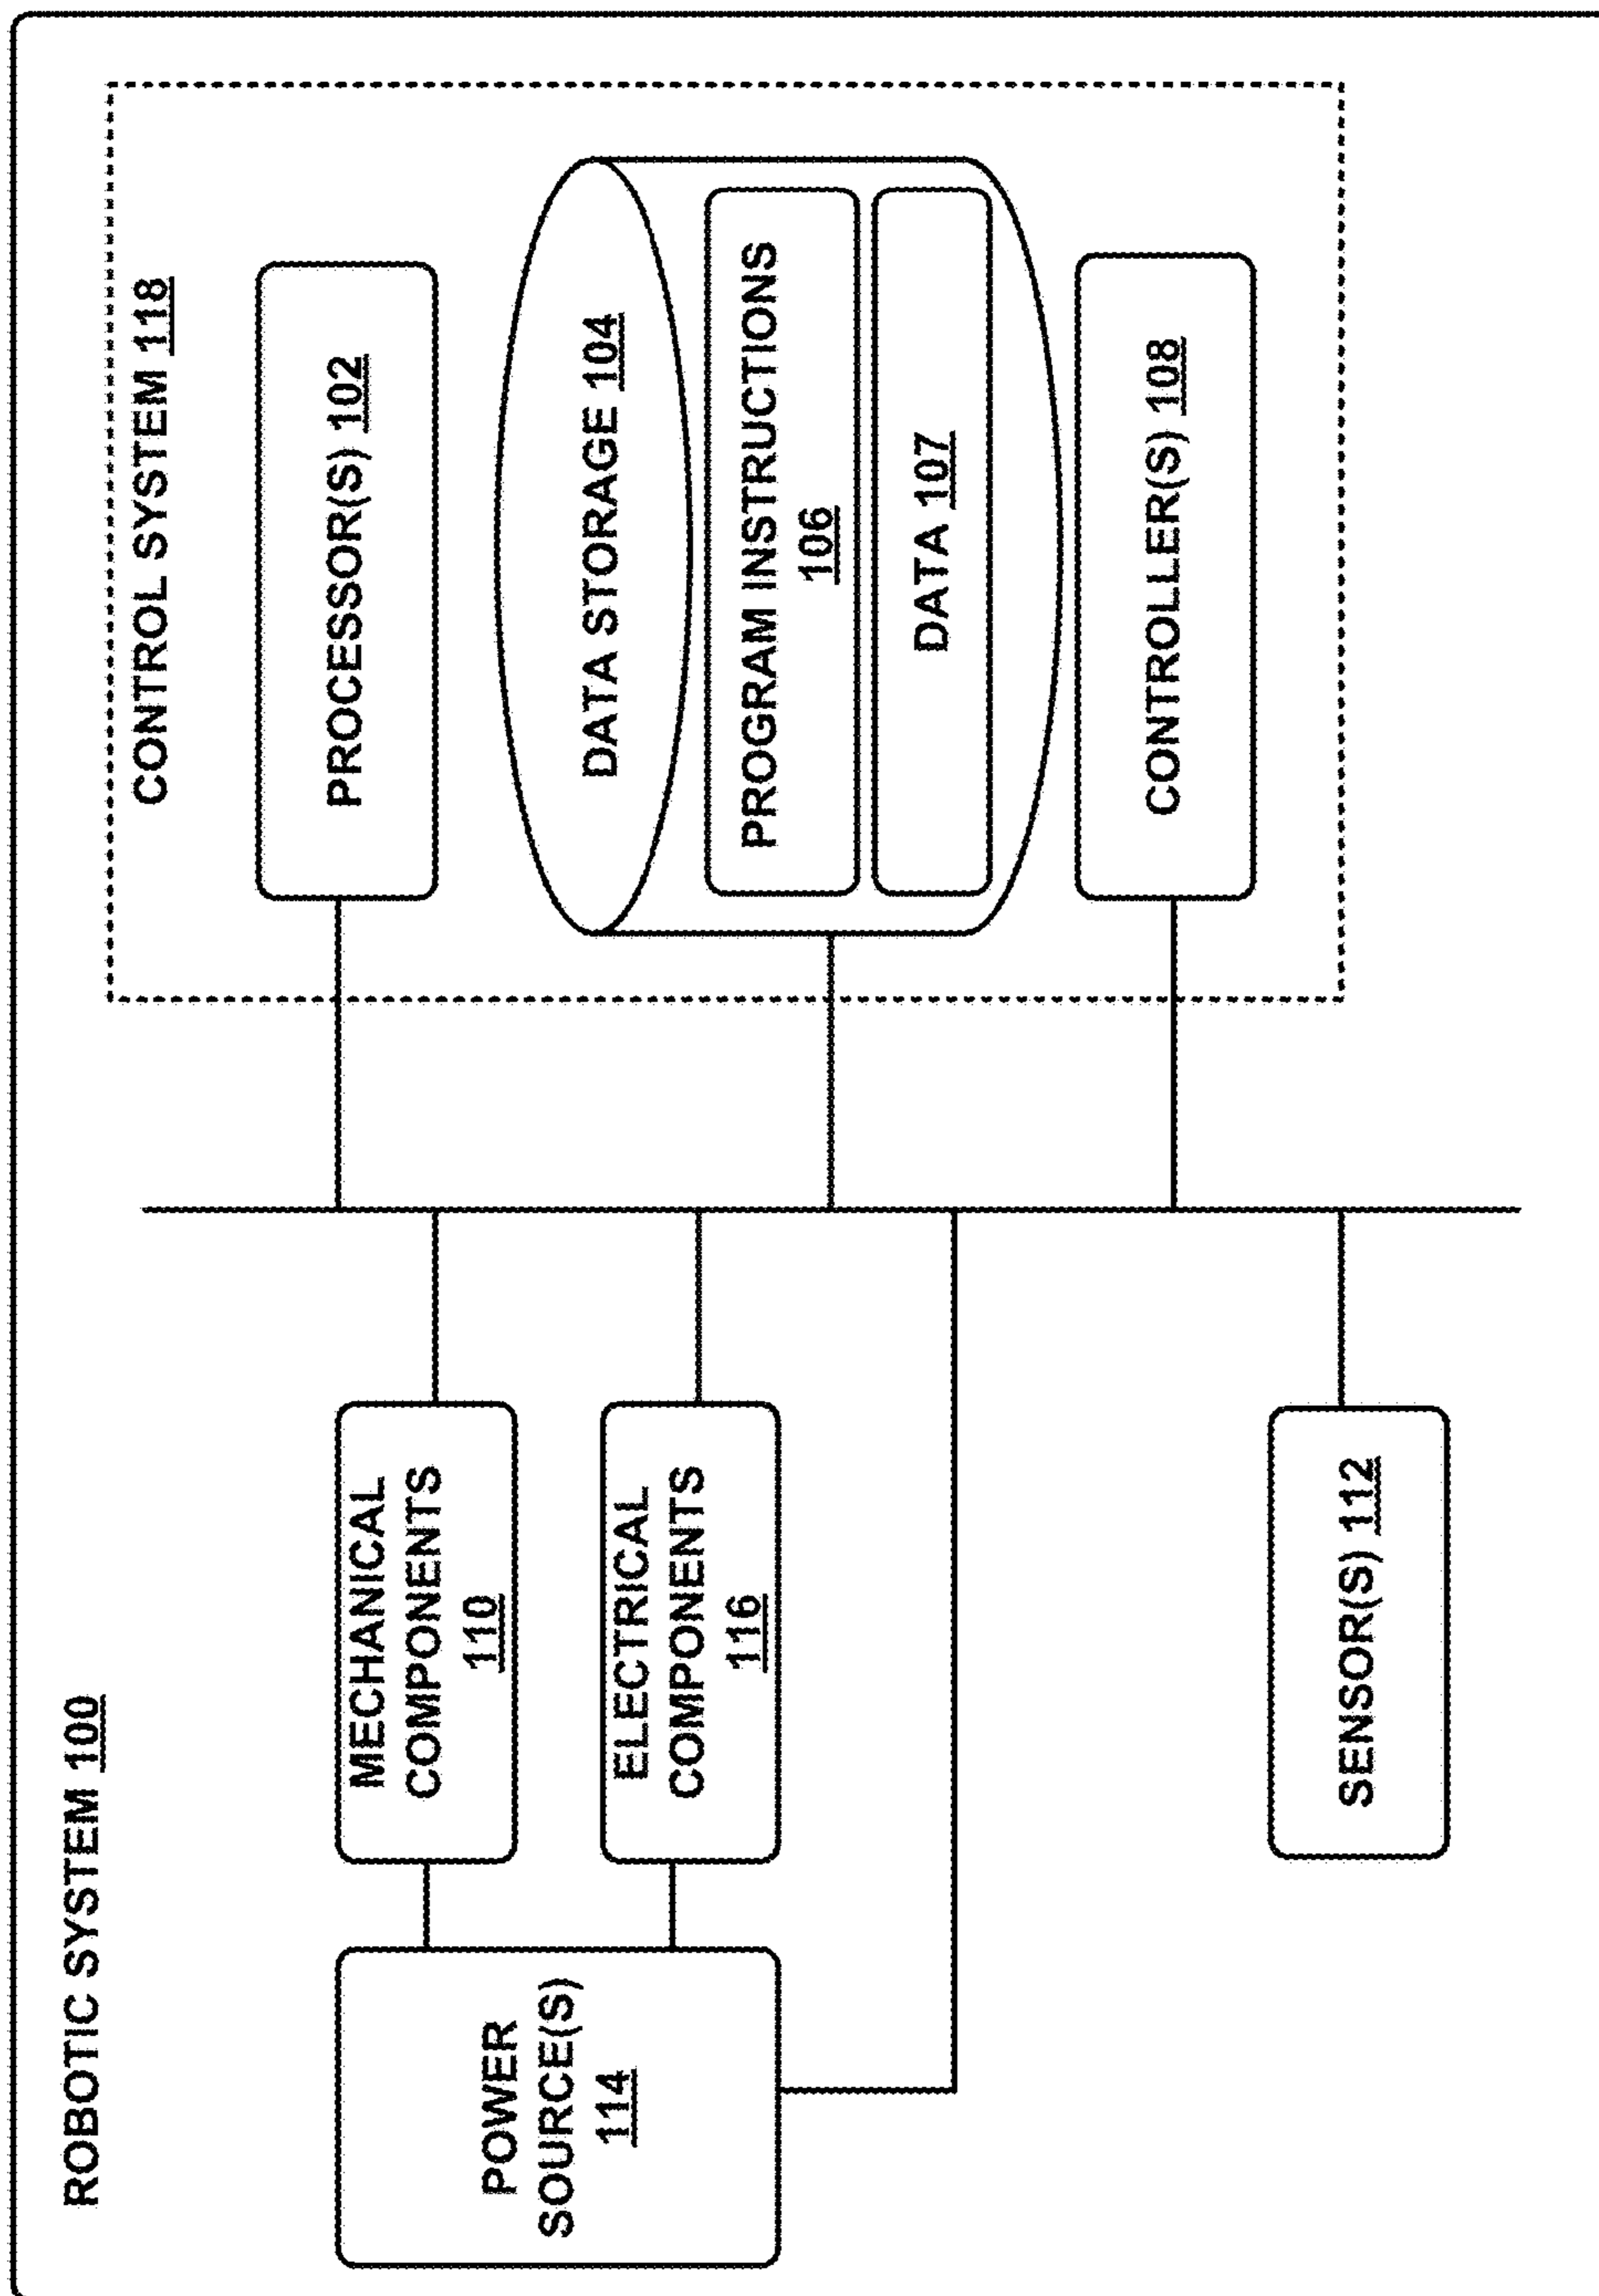 ROBOTIC SYSTEM 100
POWER
SOURCE(S)
114
MECHANICAL
COMPONENTS
110
ELECTRICAL
COMPONENTS
116
SENSOR(S) 112
CONTROL SYSTEM 118
PROCESSOR(S) 102
DATA STORAGE 104
PROGRAM INSTRUCTIONS
106
DATA 107
CONTROLLER(S) 108